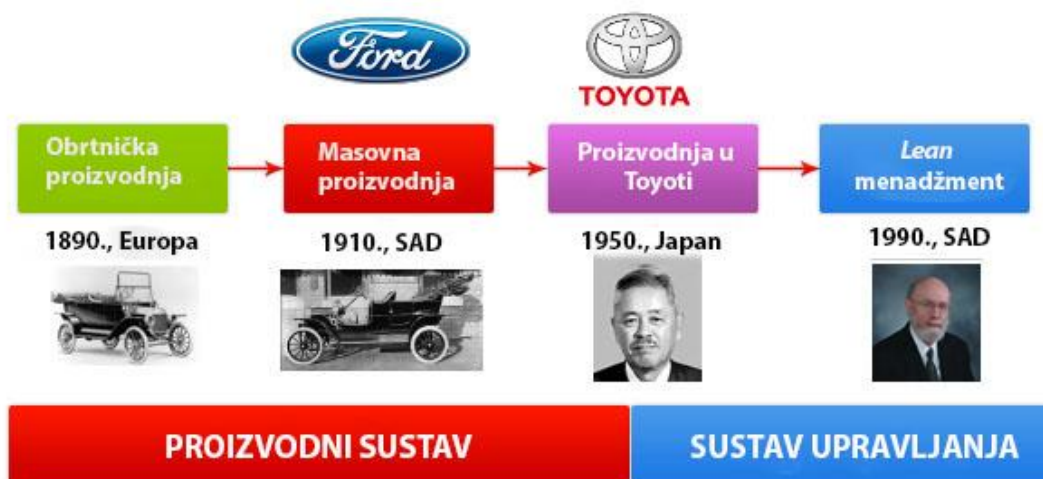 Ford
TOYOTA
Obrtnička
proizvodnja
Masovna
proizvodnja
Proizvodnja u
Toyoti
Lean
menadžment
1890., Europa
1910., SAD
1950., Japan
1990., SAD
PROIZVODNI SUSTAV
SUSTAV UPRAVLJANJA